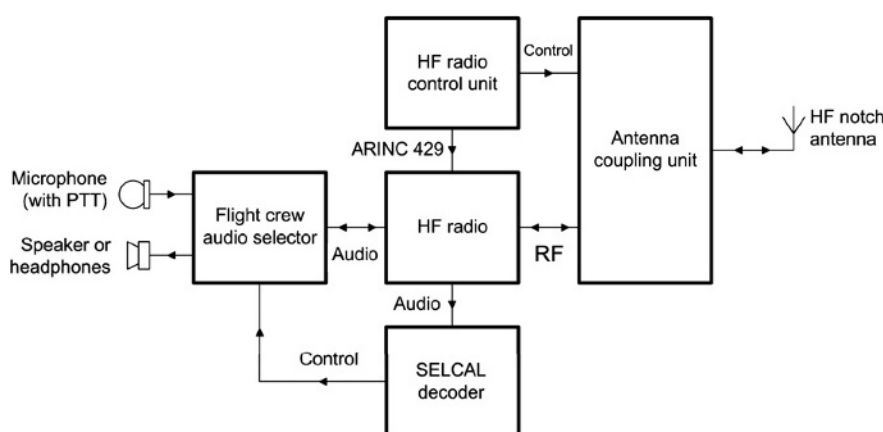 HF radio
control unit
Control
Antenna
coupling unit
HF notch
antenna
ARINC 429
Microphone
(with PTT)
Flight crew
audio selector
Audio
HF radio
RF
Speaker or
headphones
Audio
Control
SELCAL
decoder